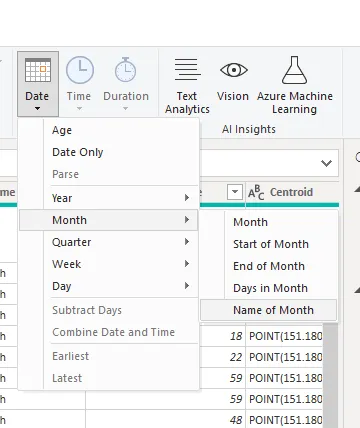 Date
Time
Duration
Text
Analytics
Vision
Azure Machine
Learning
AI Insights
Age
Date Only
Parse
Year
Month
Quarter
Week
Day
Subtract Days
Combine Date and Time
Earliest
Latest
Month
Start of Month
End of Month
Days in Month
Name of Month
me
e
ABC Centroid
h
h
h
h
h
18 POINT(151.180
h
22 POINT(151.180
h
59 POINT(151.180
h
59 POINT(151.180
h
48 POINT(151.180